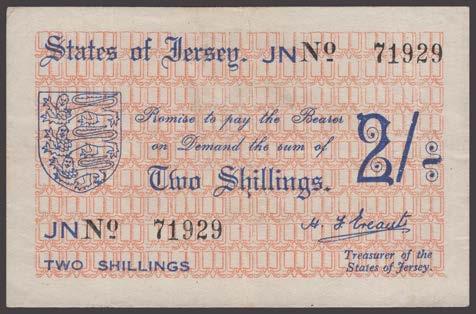 States of Jersey. JN Nº 71929
Promise to pay the Bearer
on Demand the sum of
Two Shillings.
2/-
JN Nº 71929
H. F. Ereaut
TWO SHILLINGS
Treasurer of the
States of Jersey.